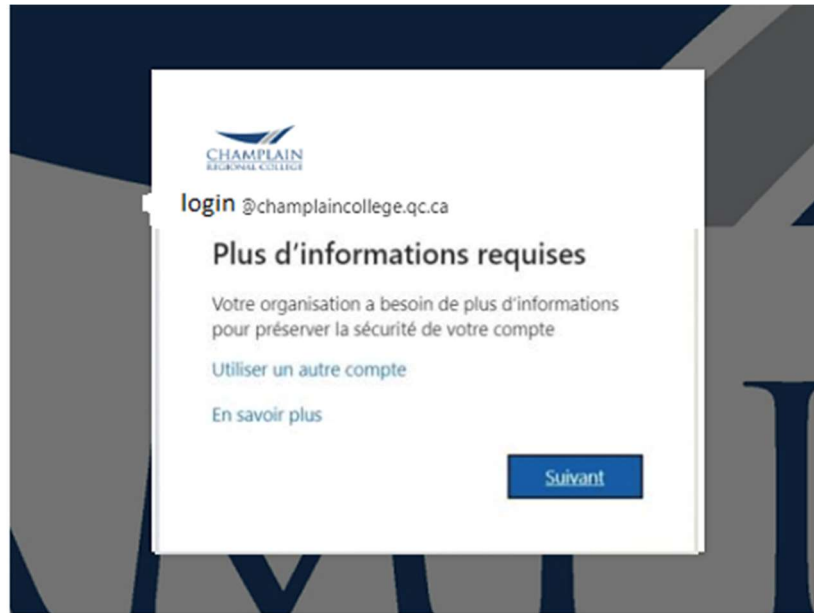 CHAMPLAIN
REGIONAL COLLEGE
login @champlaincollege.qc.ca
Plus d'informations requises
Votre organisation a besoin de plus d'informations
pour préserver la sécurité de votre compte
Utiliser un autre compte
En savoir plus
Suivant